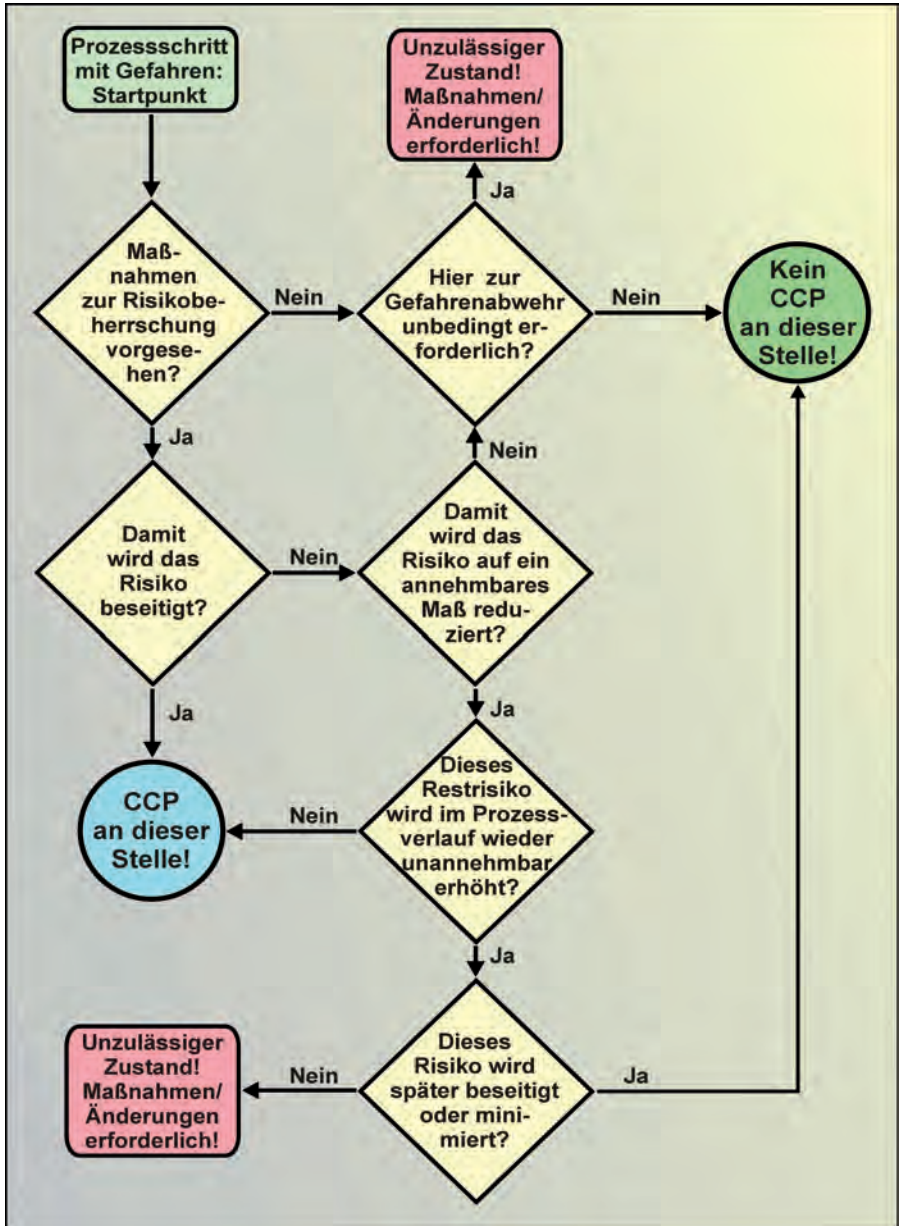 Prozessschritt
mit Gefahren:
Startpunkt
Unzulässiger
Zustand!
Maßnahmen/
Änderungen
erforderlich!
Ja
Maß-
nahmen
zur Risikobe-
herrschung
vorgese-
hen?
Nein
Hier zur
Gefahrenabwehr
unbedingt er-
forderlich?
Nein
Kein
CCP
an dieser
Stelle!
Ja
Nein
Damit
wird das
Risiko
beseitigt?
Nein
Damit
wird das
Risiko auf ein
annehmbares
Maß redu-
ziert?
Ja
Ja
CCP
an dieser
Stelle!
Nein
Dieses
Restrisiko
wird im Prozess-
verlauf wieder
unannehmbar
erhöht?
Ja
Unzulässiger
Zustand!
Maßnahmen/
Änderungen
erforderlich!
Nein
Dieses
Risiko wird
später beseitigt
oder mini-
miert?
Ja